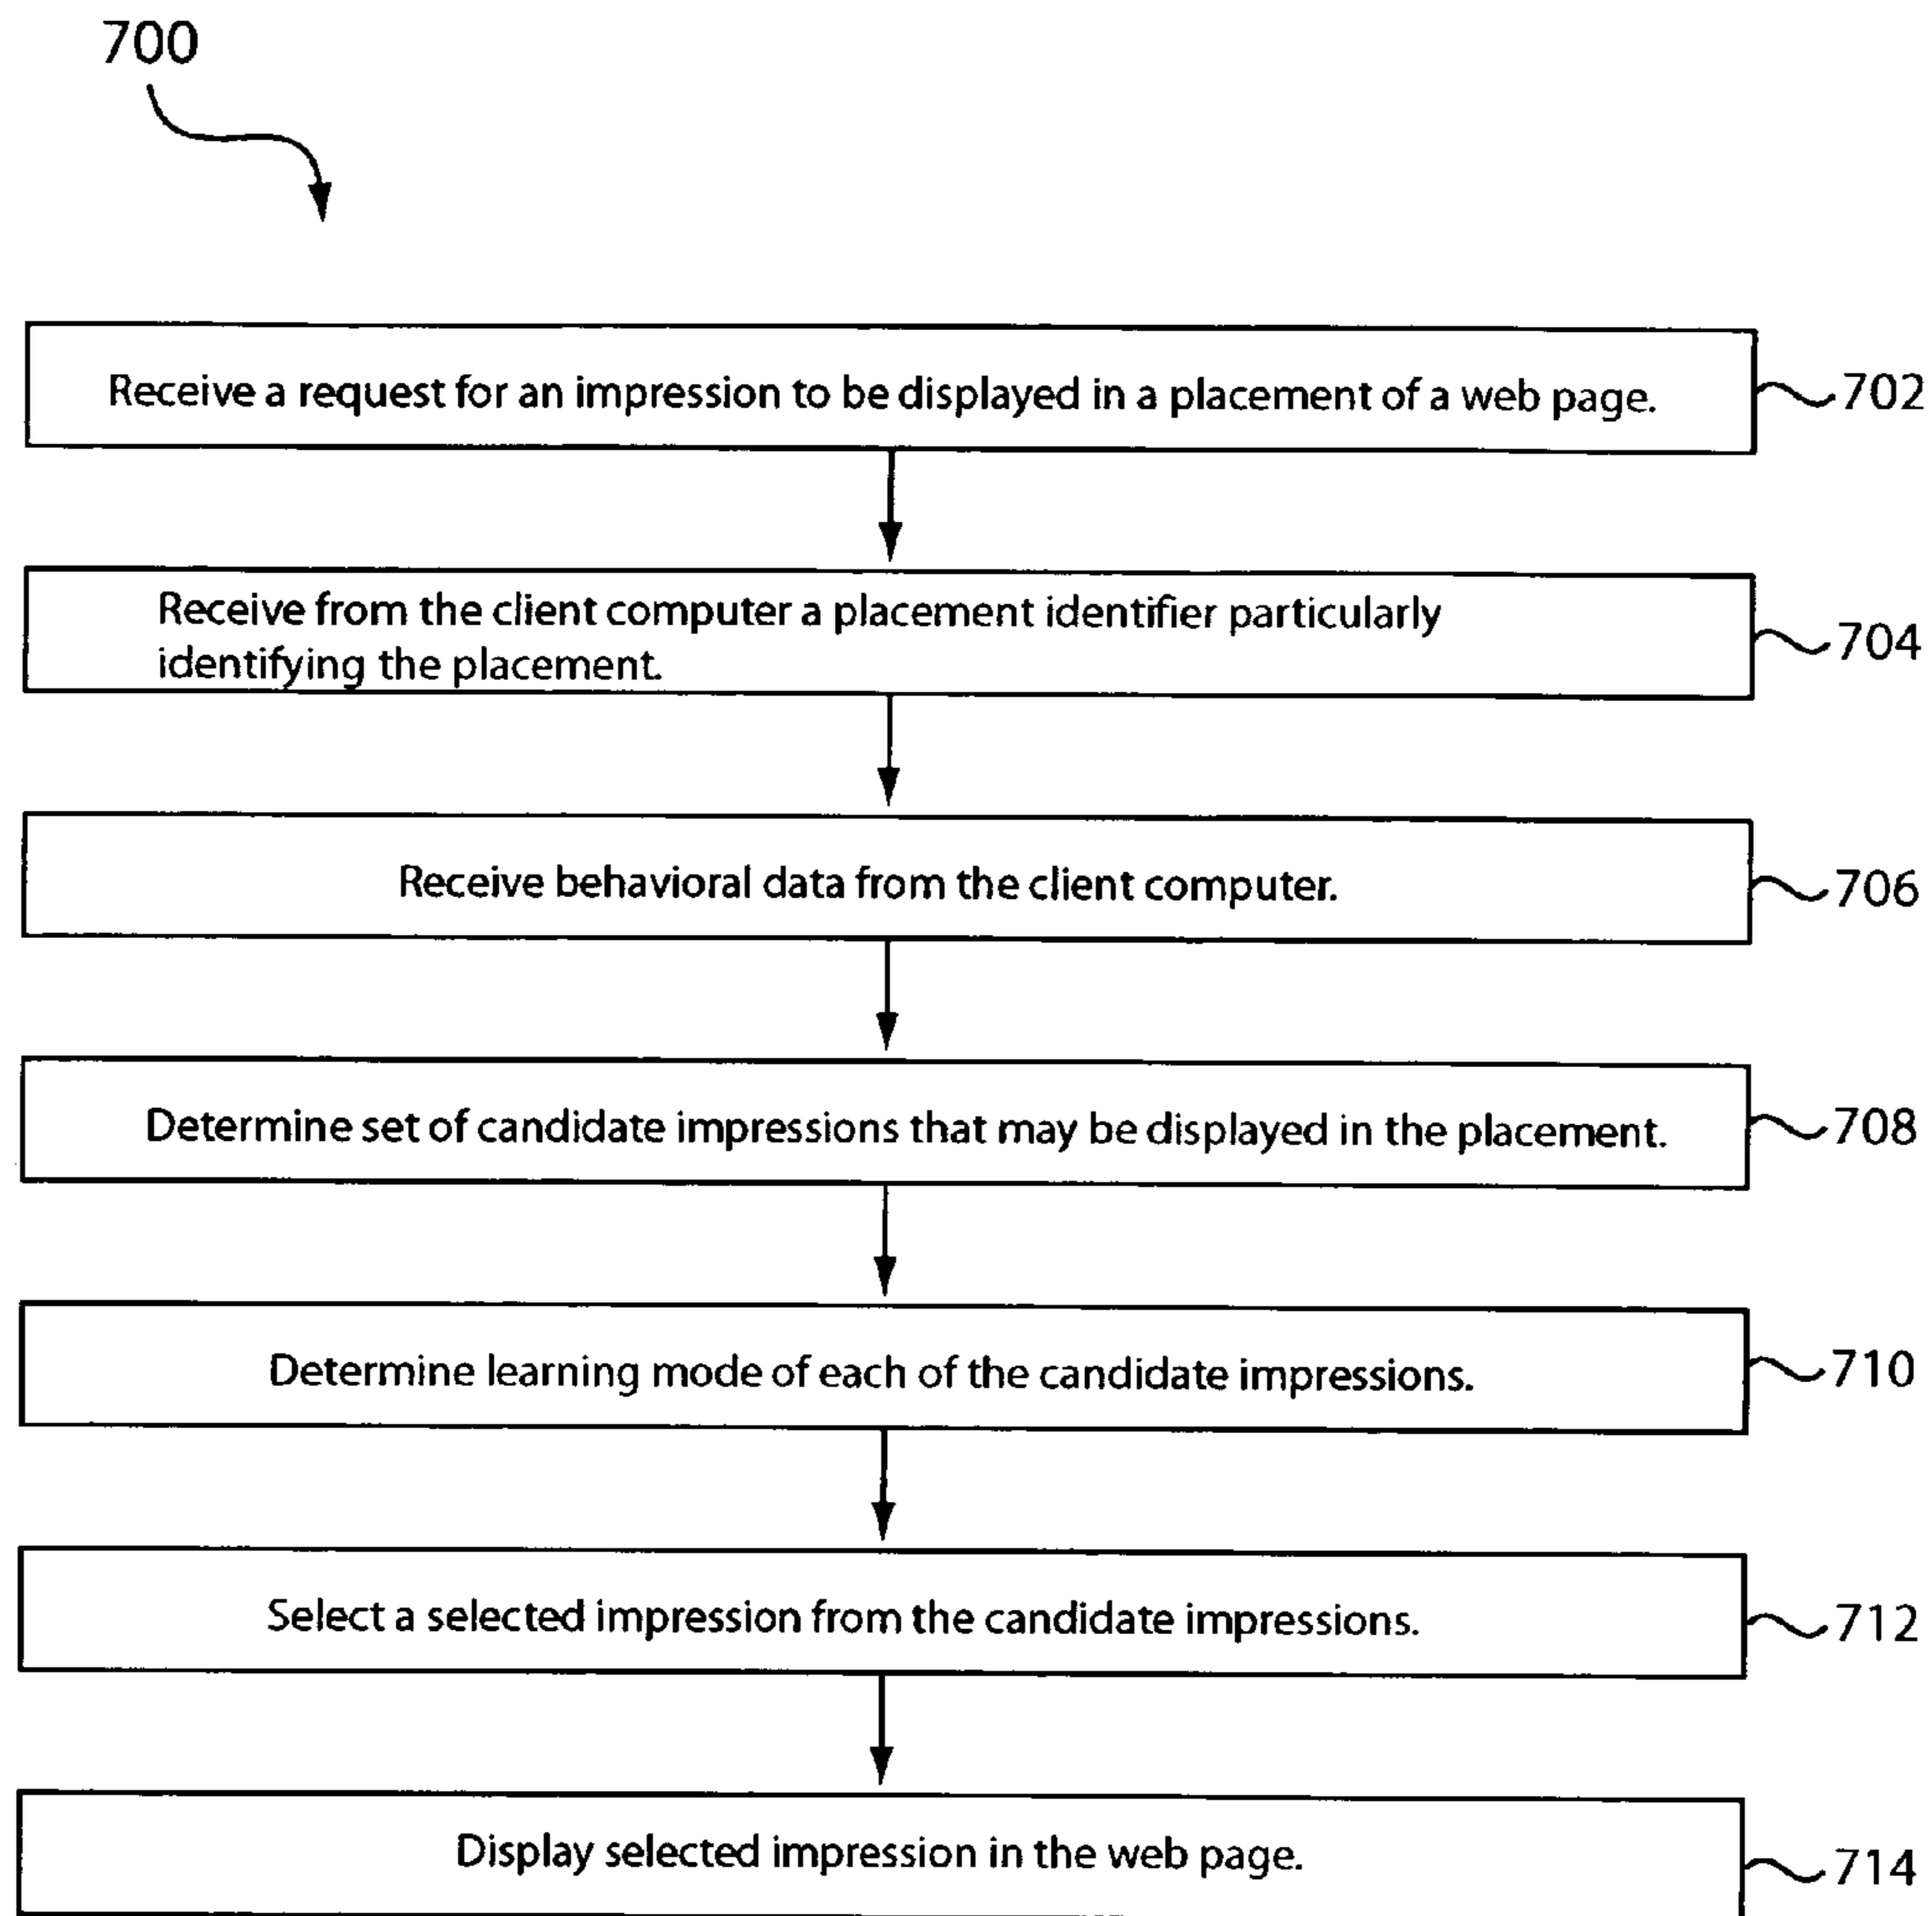 700
Receive a request for an impression to be displayed in a placement of a web page.
702
Receive from the client computer a placement identifier particularly
identifying the placement.
704
Receive behavioral data from the client computer.
706
Determine set of candidate impressions that may be displayed in the placement.
708
Determine learning mode of each of the candidate impressions.
710
Select a selected impression from the candidate impressions.
712
Display selected impression in the web page.
714